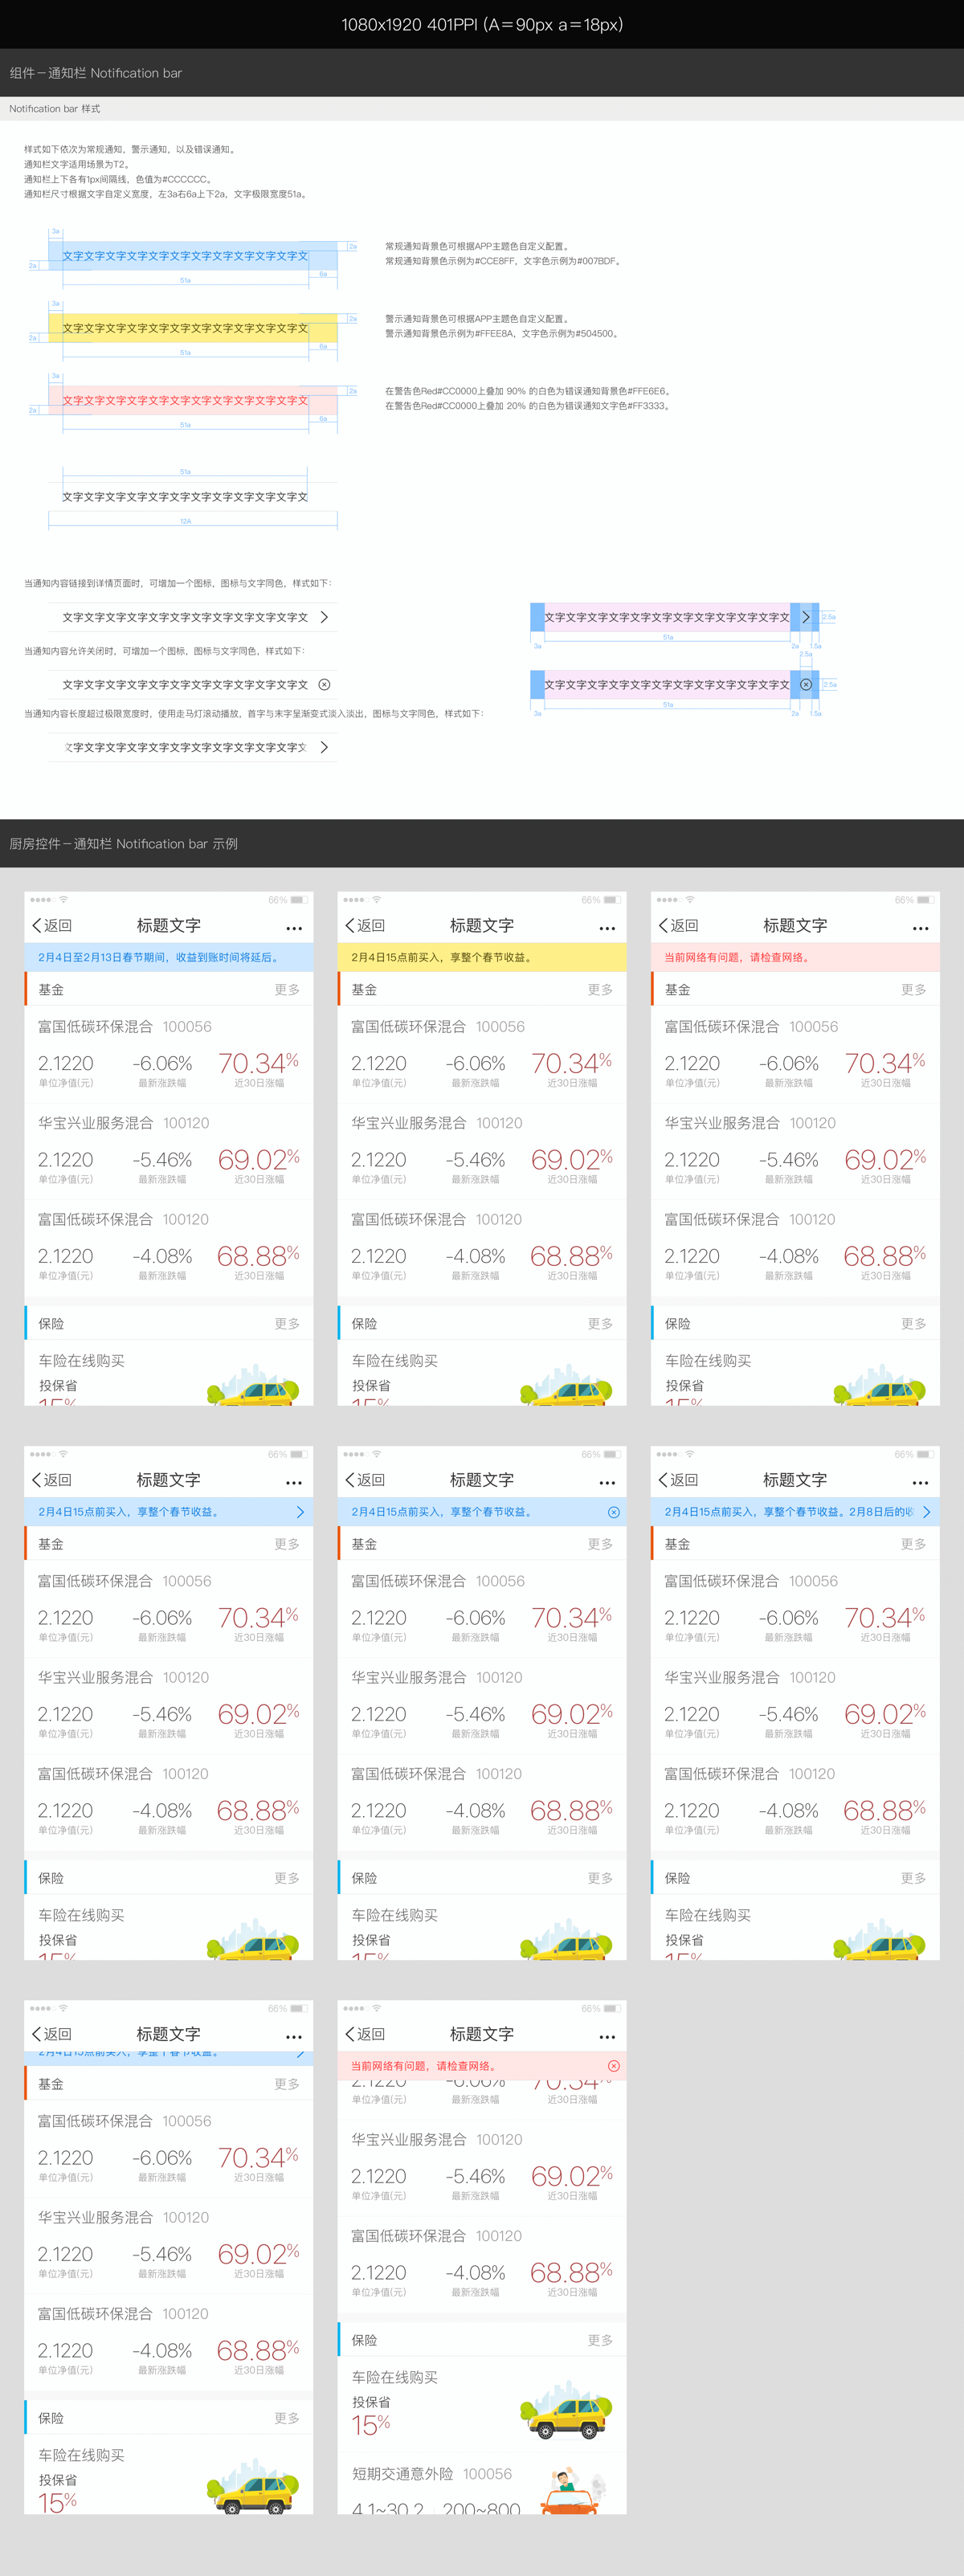 1080x1920 401PPI (A=90px a=18px)
组件－通知栏 Notification bar
Notification bar 样式
样式如下依次为常规通知，警示通知，以及错误通知。
通知栏文字适用场景为T2。
通知栏上下各有1px间隔线，色值为#CCCCCC。
通知栏尺寸根据文字自定义宽度，左3a右6a上下2a，文字极限宽度51a。
3a
2a
文字文字文字文字文字文字文字文字文字文字文字文
2a
6a
51a
常规通知背景色可根据APP主题色自定义配置。
常规通知背景色示例为#CCE8FF，文字色示例为#007BDF。
3a
2a
文字文字文字文字文字文字文字文字文字文字文字文
2a
6a
51a
警示通知背景色可根据APP主题色自定义配置。
警示通知背景色示例为#FFEE8A，文字色示例为#504500。
3a
2a
文字文字文字文字文字文字文字文字文字文字文字文
2a
6a
51a
在警告色Red#CC0000上叠加 90% 的白色为错误通知背景色#FFE6E6。
在警告色Red#CC0000上叠加 20% 的白色为错误通知文字色#FF3333。
51a
文字文字文字文字文字文字文字文字文字文字文字文
12A
当通知内容链接到详情页面时，可增加一个图标，图标与文字同色，样式如下：
文字文字文字文字文字文字文字文字文字文字文字文
文字文字文字文字文字文字文字文字文字文字文字文
2.5a
3a 51a 2a 1.5a
当通知内容允许关闭时，可增加一个图标，图标与文字同色，样式如下：
2.5a
文字文字文字文字文字文字文字文字文字文字文字文
文字文字文字文字文字文字文字文字文字文字文字文
2.5a
3a 51a 2a 1.5a
当通知内容长度超过极限宽度时，使用走马灯滚动播放，首字与末字呈渐变式淡入淡出，图标与文字同色，样式如下：
文字文字文字文字文字文字文字文字文字文字文字文
厨房控件－通知栏 Notification bar 示例
66%
返回 标题文字
2月4日至2月13日春节期间，收益到账时间将延后。
基金 更多
富国低碳环保混合 100056
2.1220 -6.06% 70.34%
单位净值(元) 最新涨跌幅 近30日涨幅
华宝兴业服务混合 100120
2.1220 -5.46% 69.02%
单位净值(元) 最新涨跌幅 近30日涨幅
富国低碳环保混合 100120
2.1220 -4.08% 68.88%
单位净值(元) 最新涨跌幅 近30日涨幅
保险 更多
车险在线购买
投保省
15%
66%
返回 标题文字
2月4日15点前买入，享整个春节收益。
基金 更多
富国低碳环保混合 100056
2.1220 -6.06% 70.34%
单位净值(元) 最新涨跌幅 近30日涨幅
华宝兴业服务混合 100120
2.1220 -5.46% 69.02%
单位净值(元) 最新涨跌幅 近30日涨幅
富国低碳环保混合 100120
2.1220 -4.08% 68.88%
单位净值(元) 最新涨跌幅 近30日涨幅
保险 更多
车险在线购买
投保省
15%
66%
返回 标题文字
当前网络有问题，请检查网络。
基金 更多
富国低碳环保混合 100056
2.1220 -6.06% 70.34%
单位净值(元) 最新涨跌幅 近30日涨幅
华宝兴业服务混合 100120
2.1220 -5.46% 69.02%
单位净值(元) 最新涨跌幅 近30日涨幅
富国低碳环保混合 100120
2.1220 -4.08% 68.88%
单位净值(元) 最新涨跌幅 近30日涨幅
保险 更多
车险在线购买
投保省
15%
66%
返回 标题文字
2月4日15点前买入，享整个春节收益。
基金 更多
富国低碳环保混合 100056
2.1220 -6.06% 70.34%
单位净值(元) 最新涨跌幅 近30日涨幅
华宝兴业服务混合 100120
2.1220 -5.46% 69.02%
单位净值(元) 最新涨跌幅 近30日涨幅
富国低碳环保混合 100120
2.1220 -4.08% 68.88%
单位净值(元) 最新涨跌幅 近30日涨幅
保险 更多
车险在线购买
投保省
15%
66%
返回 标题文字
2月4日15点前买入，享整个春节收益。
基金 更多
富国低碳环保混合 100056
2.1220 -6.06% 70.34%
单位净值(元) 最新涨跌幅 近30日涨幅
华宝兴业服务混合 100120
2.1220 -5.46% 69.02%
单位净值(元) 最新涨跌幅 近30日涨幅
富国低碳环保混合 100120
2.1220 -4.08% 68.88%
单位净值(元) 最新涨跌幅 近30日涨幅
保险 更多
车险在线购买
投保省
15%
66%
返回 标题文字
2月4日15点前买入，享整个春节收益。2月8日后的收
基金 更多
富国低碳环保混合 100056
2.1220 -6.06% 70.34%
单位净值(元) 最新涨跌幅 近30日涨幅
华宝兴业服务混合 100120
2.1220 -5.46% 69.02%
单位净值(元) 最新涨跌幅 近30日涨幅
富国低碳环保混合 100120
2.1220 -4.08% 68.88%
单位净值(元) 最新涨跌幅 近30日涨幅
保险 更多
车险在线购买
投保省
15%
66%
返回 标题文字
2月4日15点前买入，享整个春节收益。
基金 更多
富国低碳环保混合 100056
2.1220 -6.06% 70.34%
单位净值(元) 最新涨跌幅 近30日涨幅
华宝兴业服务混合 100120
2.1220 -5.46% 69.02%
单位净值(元) 最新涨跌幅 近30日涨幅
富国低碳环保混合 100120
2.1220 -4.08% 68.88%
单位净值(元) 最新涨跌幅 近30日涨幅
保险 更多
车险在线购买
投保省
15%
66%
返回 标题文字
当前网络有问题，请检查网络。
2.1220 -6.06% 70.34%
单位净值(元) 最新涨跌幅 近30日涨幅
华宝兴业服务混合 100120
2.1220 -5.46% 69.02%
单位净值(元) 最新涨跌幅 近30日涨幅
富国低碳环保混合 100120
2.1220 -4.08% 68.88%
单位净值(元) 最新涨跌幅 近30日涨幅
保险 更多
车险在线购买
投保省
15%
短期交通意外险 100056
4.1~30.2 200~800